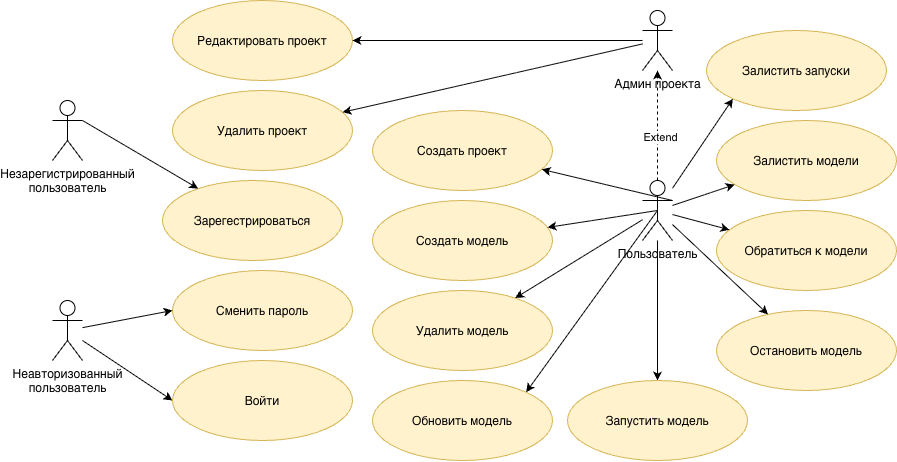 Редактировать проект
Админ проекта
Залистить запуски
Удалить проект
Extend
Создать проект
Залистить модели
Незарегистрированный
пользователь
Зарегестрироваться
Создать модель
Пользователь
Обратиться к модели
Сменить пароль
Удалить модель
Остановить модель
Неавторизованный
пользователь
Войти
Обновить модель
Запустить модель